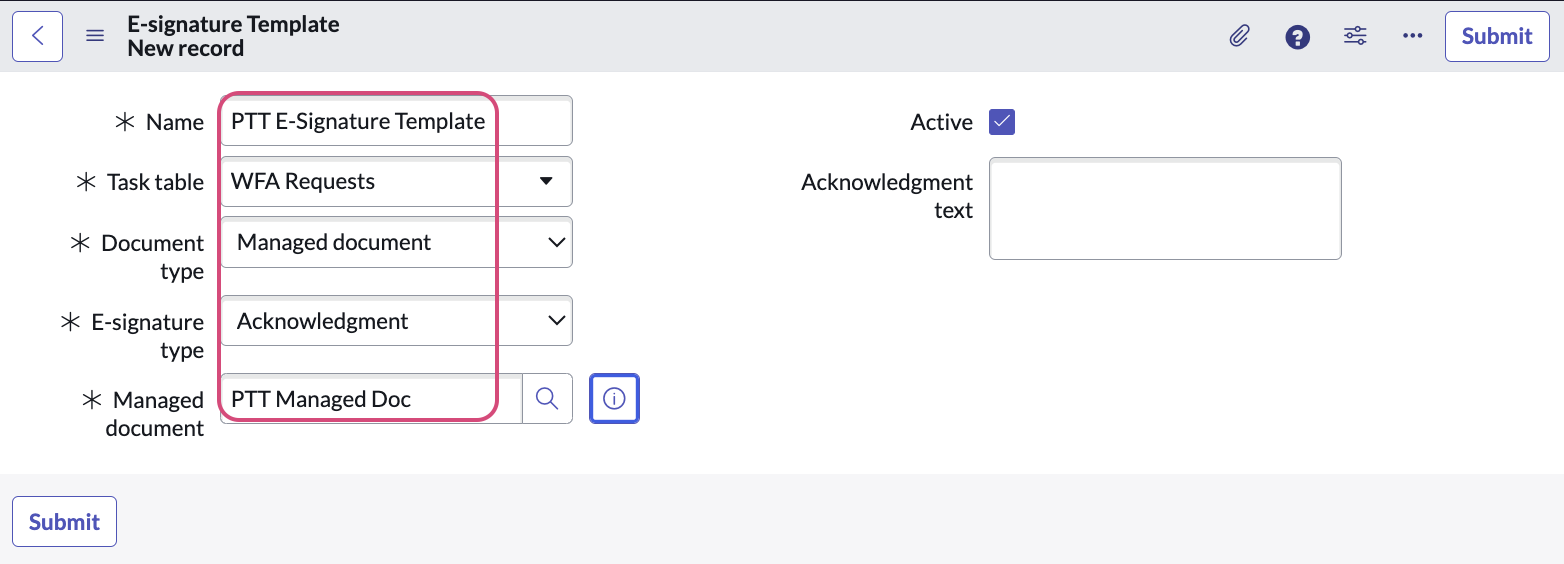 E-signature Template
New record
Submit
Name
PTT E-Signature Template
Active
Task table
WFA Requests
Acknowledgment
text
Document
type
Managed document
E-signature
type
Acknowledgment
Managed
document
PTT Managed Doc
Submit